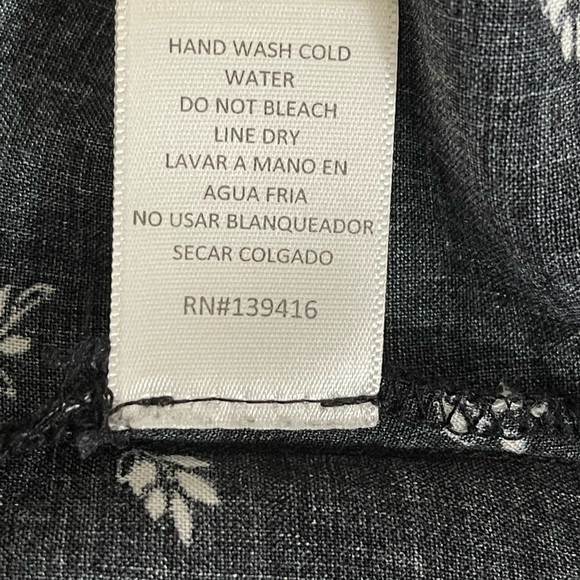 HAND WASH COLD
WATER
DO NOT BLEACH
LINE DRY
LAVAR A MANO EN
AGUA FRIA
NO USAR BLANQUEADOR
SECAR COLGADO
RN#139416